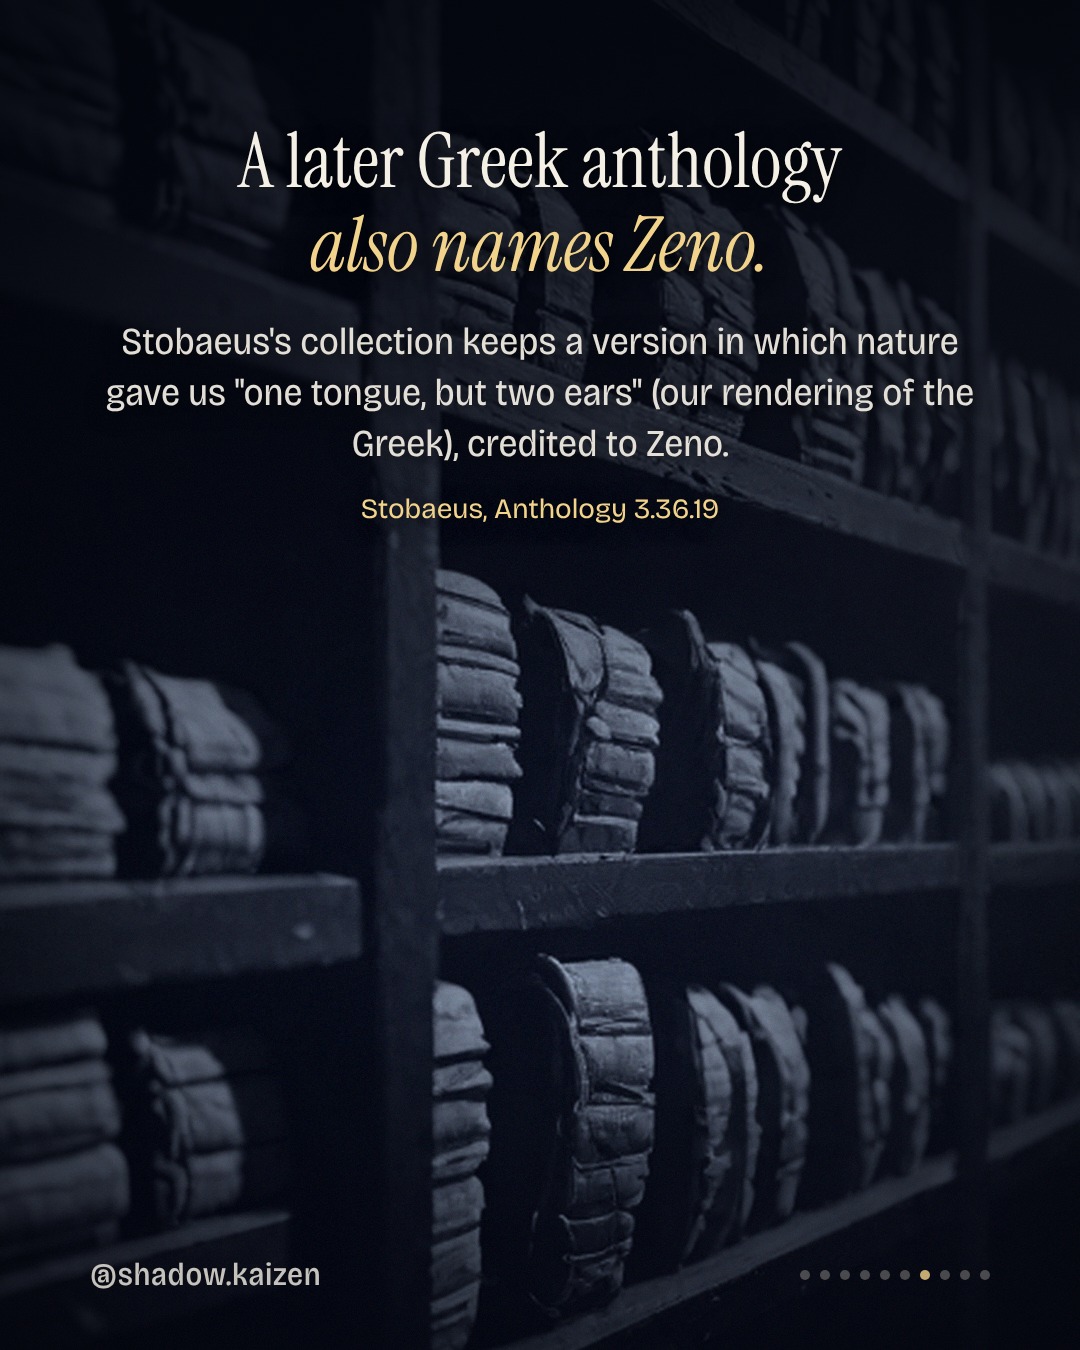 A later Greek anthology
also names Zeno.
Stobaeus's collection keeps a version in which nature
gave us "one tongue, but two ears" (our rendering of the
Greek), credited to Zeno.
Stobaeus, Anthology 3.36.19
@shadow.kaizen